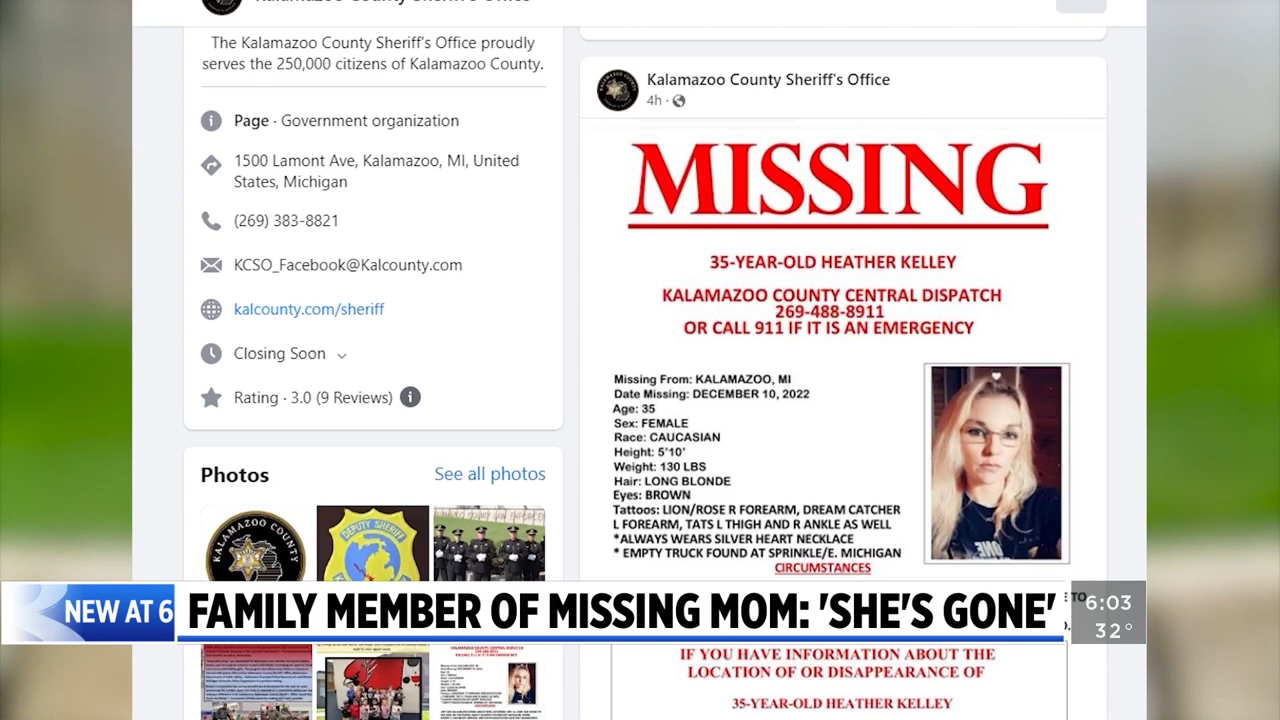 The Kalamazoo County Sheriff's Office proudly
serves the 250,000 citizens of Kalamazoo County.
Page · Government organization
1500 Lamont Ave, Kalamazoo, MI, United
States, Michigan
(269) 383-8821
KCSO_Facebook@Kalcounty.com
kalcounty.com/sheriff
Closing Soon
Rating · 3.0 (9 Reviews)
Photos
See all photos
KALAMAZOO COUNTY
DEPUTY SHERIFF
Kalamazoo County Sheriff's Office
4h ·
MISSING
35-YEAR-OLD HEATHER KELLEY
KALAMAZOO COUNTY CENTRAL DISPATCH
269-488-8911
OR CALL 911 IF IT IS AN EMERGENCY
Missing From: KALAMAZOO, MI
Date Missing: DECEMBER 10, 2022
Age: 35
Sex: FEMALE
Race: CAUCASIAN
Height: 5'10'
Weight: 130 LBS
Hair: LONG BLONDE
Eyes: BROWN
Tattoos: LION/ROSE R FOREARM, DREAM CATCHER
L FOREARM, TATS L THIGH AND R ANKLE AS WELL
*ALWAYS WEARS SILVER HEART NECKLACE
* EMPTY TRUCK FOUND AT SPRINKLE/E. MICHIGAN
CIRCUMSTANCES
NEW AT 6
FAMILY MEMBER OF MISSING MOM: 'SHE'S GONE'
6:03
32°
IF YOU HAVE INFORMATION ABOUT THE
LOCATION OF OR DISAPPEARANCE OF
35-YEAR-OLD HEATHER KELLEY